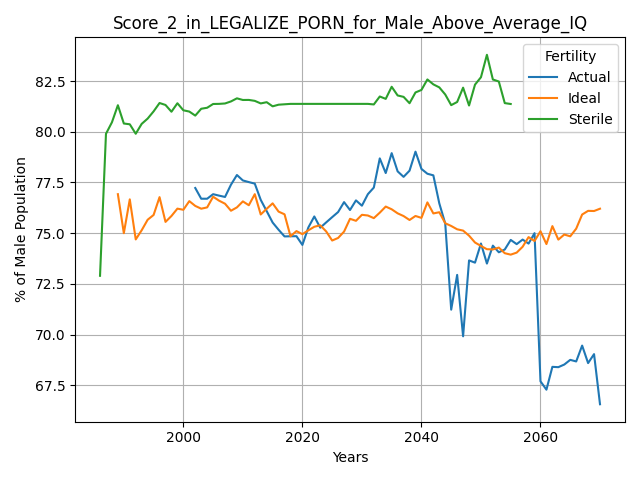 Score_2_in_LEGALIZE_PORN_for_Male_Above_Average_IQ
Fertility
Actual
Ideal
Sterile
% of Male Population
82.5
80.0
77.5
75.0
72.5
70.0
67.5
2000
2020
2040
2060
Years